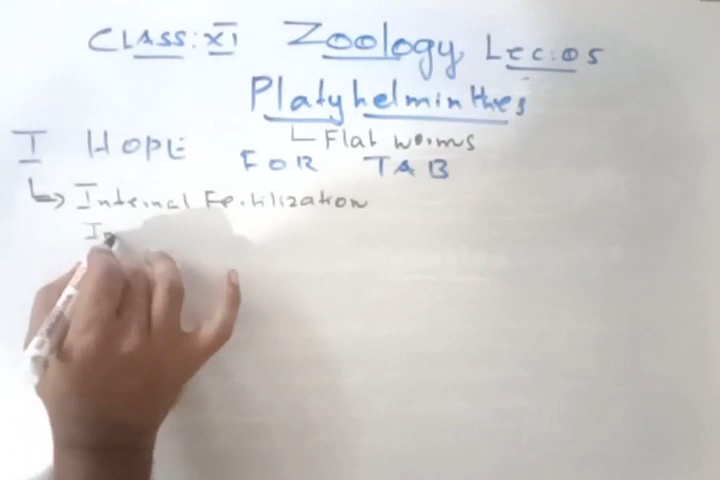 CLASS: XI Zoology Lec: 05
Platyhelminthes
Flat worms
I HOPE FOR TAB
Internal Fertilization
I